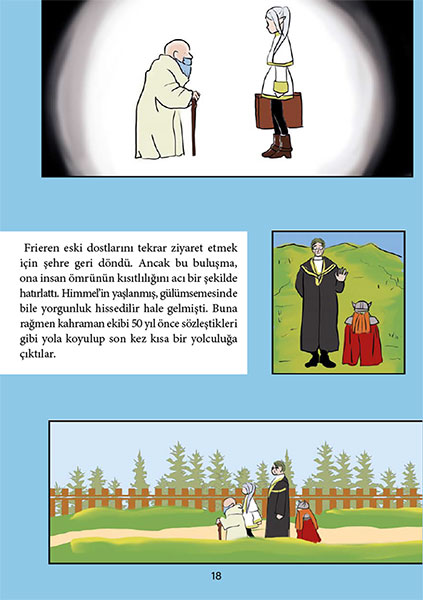 Frieren eski dostlarını tekrar ziyaret etmek
için şehre geri döndü. Ancak bu buluşma,
ona insan ömrünün kısıtlılığını acı bir şekilde
hatırlattı. Himmel'in yaşlanmış, gülümsemesinde
bile yorgunluk hissedilir hale gelmişti. Buna
rağmen kahraman ekibi 50 yıl önce sözleştikleri
gibi yola koyulup son kez kısa bir yolculuğa
çıktılar.
18